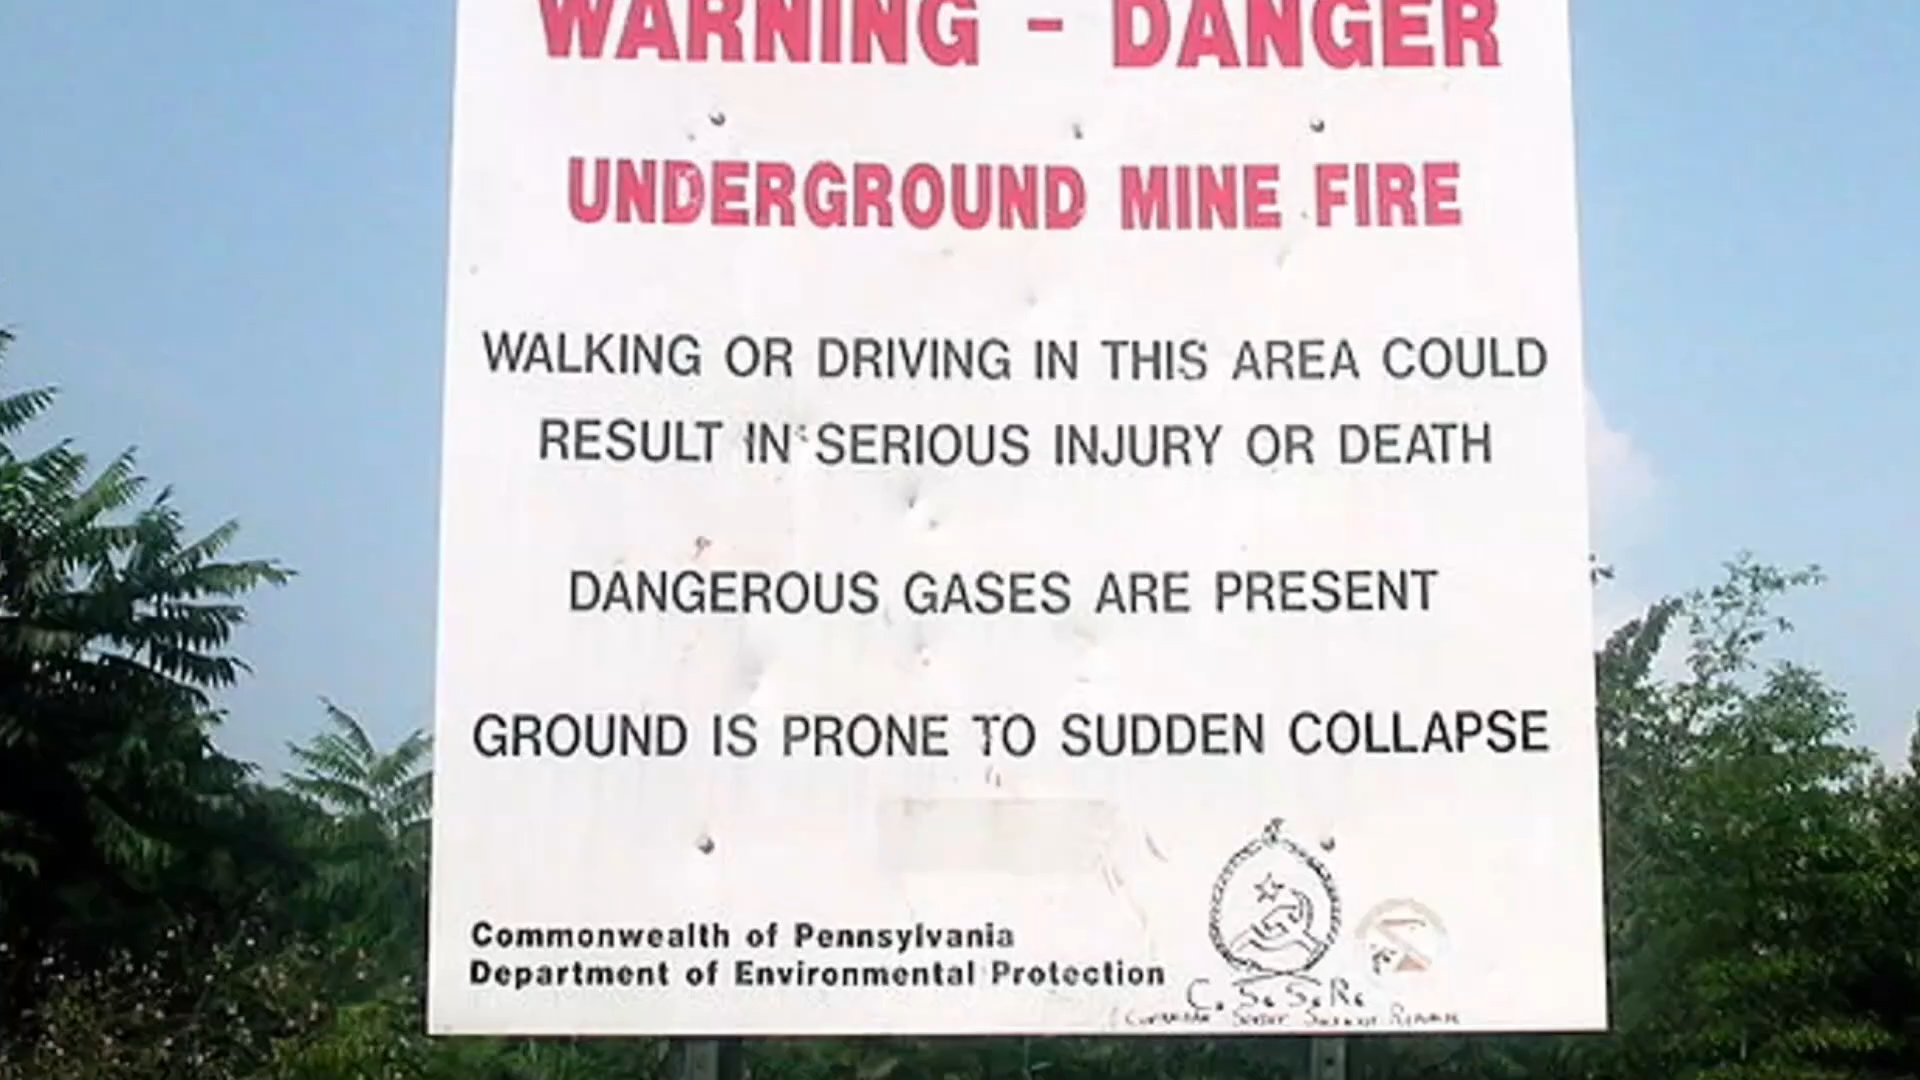 WARNING - DANGER
UNDERGROUND MINE FIRE
WALKING OR DRIVING IN THIS AREA COULD
RESULT IN SERIOUS INJURY OR DEATH
DANGEROUS GASES ARE PRESENT
GROUND IS PRONE TO SUDDEN COLLAPSE
Commonwealth of Pennsylvania
Department of Environmental Protection
C. S. S. R.